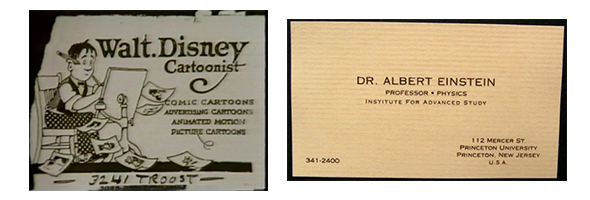 Walt. Disney
Cartoonist
COMIC CARTOONS
ADVERTISING CARTOONS
ANIMATED MOTION
PICTURE CARTOONS
3241 TROOST
DR. ALBERT EINSTEIN
PROFESSOR • PHYSICS
INSTITUTE FOR ADVANCED STUDY
341-2400
112 MERCER ST
PRINCETON UNIVERSITY
PRINCETON, NEW JERSEY
U.S.A.